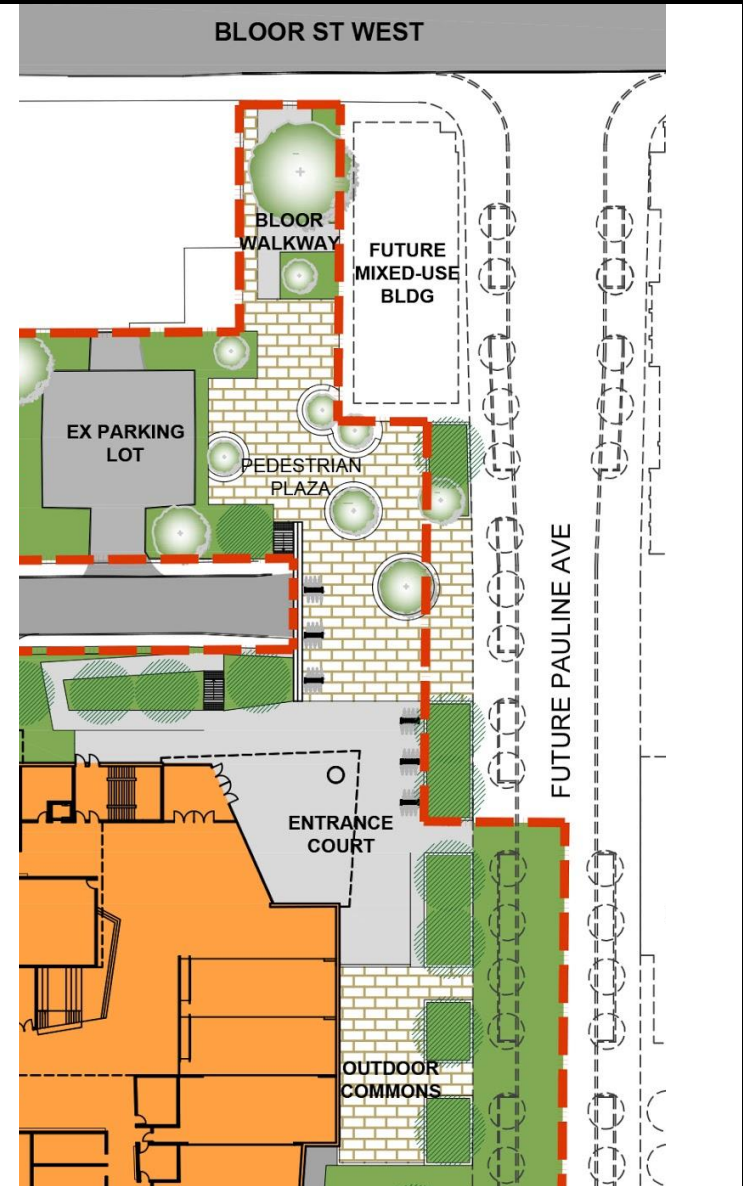 BLOOR ST WEST
BLOOR
WALKWAY
FUTURE
MIXED-USE
BLDG
EX PARKING
LOT
PEDESTRIAN
PLAZA
FUTURE PAULINE AVE
ENTRANCE
COURT
OUTDOOR
COMMONS